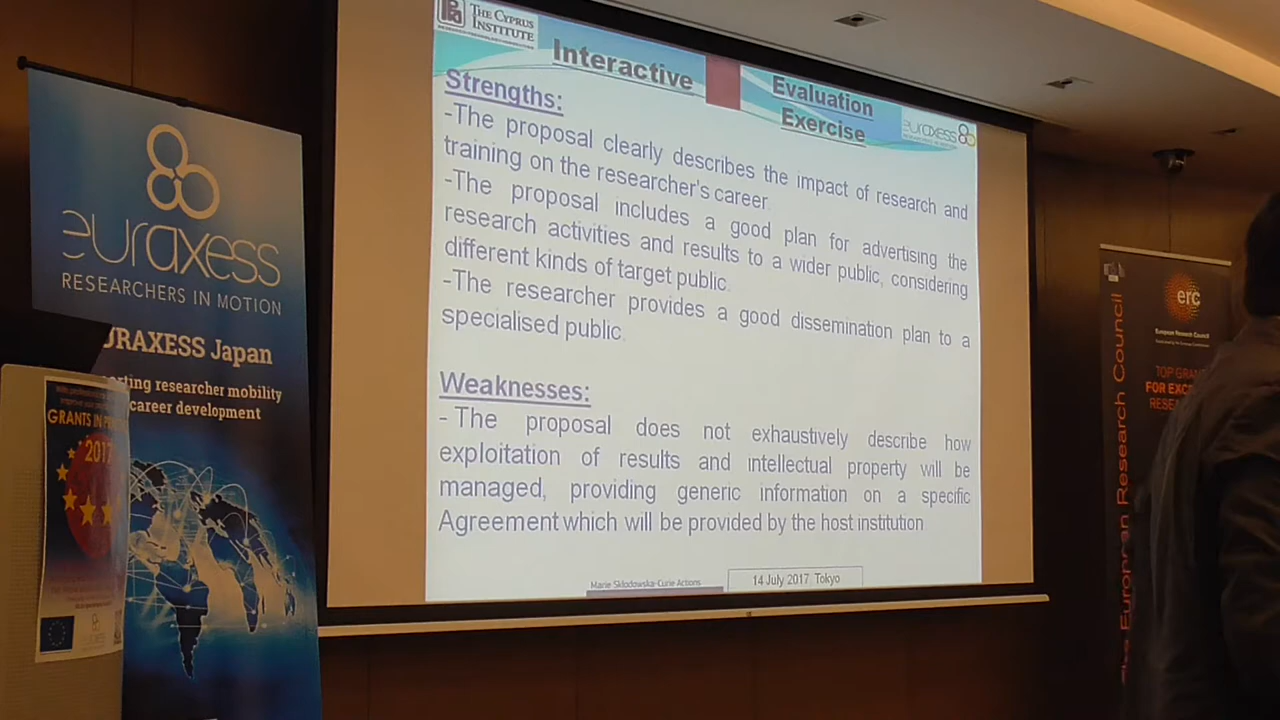 THE CYPRUS
INSTITUTE
Interactive
Evaluation
Exercise
euraxess
Strengths:
-The proposal clearly describes the impact of research and
training on the researcher's career.
-The proposal includes a good plan for advertising the
research activities and results to a wider public, considering
different kinds of target public.
-The researcher provides a good dissemination plan to a
specialised public.
Weaknesses:
- The proposal does not exhaustively describe how
exploitation of results and intellectual property will be
managed, providing generic information on a specific
Agreement which will be provided by the host institution
Marie Skłodowska-Curie Actions
14 July 2017 Tokyo
euraxess
RESEARCHERS IN MOTION
URAXESS Japan
rting researcher mobility
career development
GRANTS IN
2017
The European Research Council
erc
European Research Council
TOP GRAN
FOR EXCE
RESEA